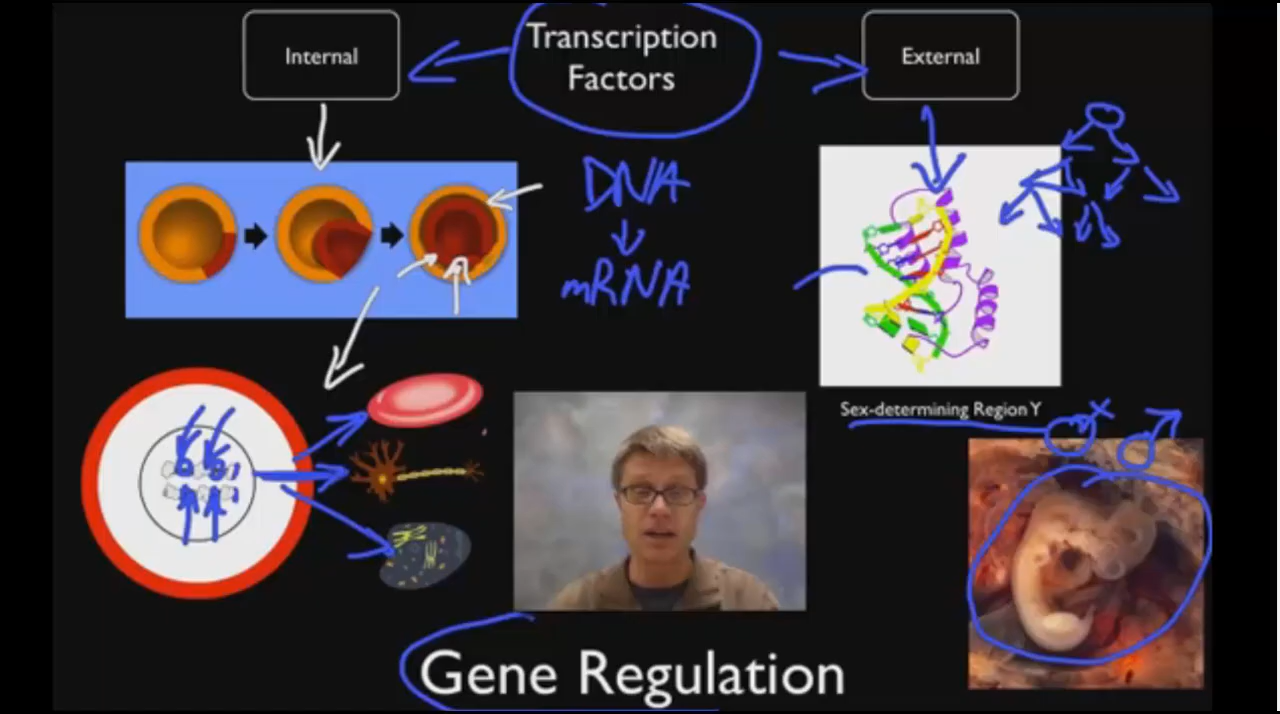 Internal
Transcription
Factors
External
DNA
mRNA
Sex-determining Region Y
Gene Regulation